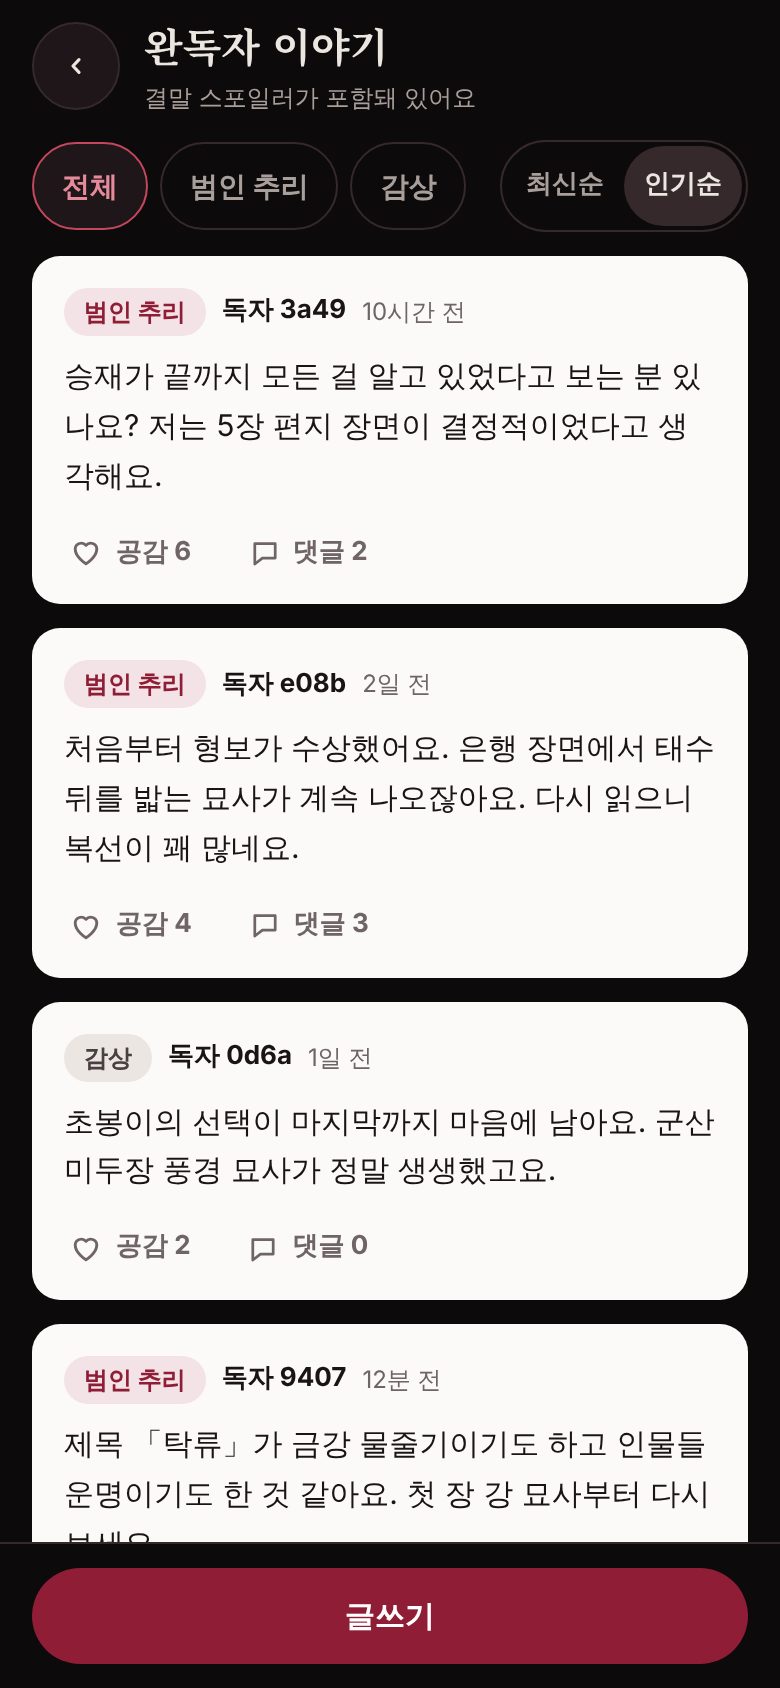 완독자 이야기
결말 스포일러가 포함돼 있어요
전체 범인 추리 감상 최신순 인기순
범인 추리 독자 3a49 10시간 전
승재가 끝까지 모든 걸 알고 있었다고 보는 분 있
나요? 저는 5장 편지 장면이 결정적이었다고 생
각해요.
공감 6 댓글 2
범인 추리 독자 e08b 2일 전
처음부터 형보가 수상했어요. 은행 장면에서 태수
뒤를 밟는 묘사가 계속 나오잖아요. 다시 읽으니
복선이 꽤 많네요.
공감 4 댓글 3
감상 독자 0d6a 1일 전
초봉이의 선택이 마지막까지 마음에 남아요. 군산
미두장 풍경 묘사가 정말 생생했고요.
공감 2 댓글 0
범인 추리 독자 9407 12분 전
제목 「탁류」가 금강 물줄기이기도 하고 인물들
운명이기도 한 것 같아요. 첫 장 강 묘사부터 다시
글쓰기